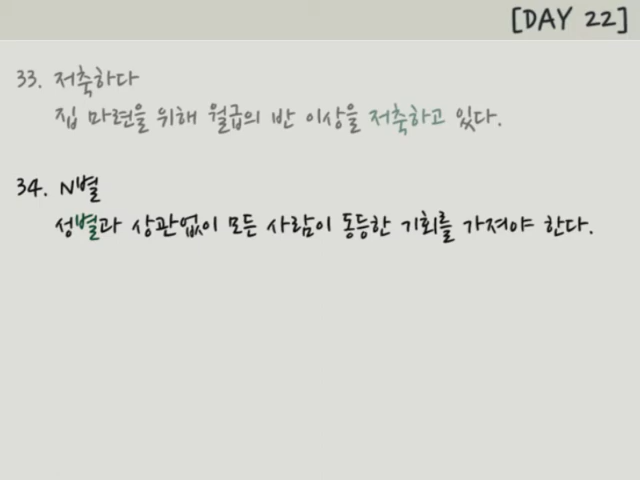 [DAY 22]
33. 저축하다
집 마련을 위해 월급의 반 이상을 저축하고 있다.
34. N별
성별과 상관없이 모든 사람이 동등한 기회를 가져야 한다.